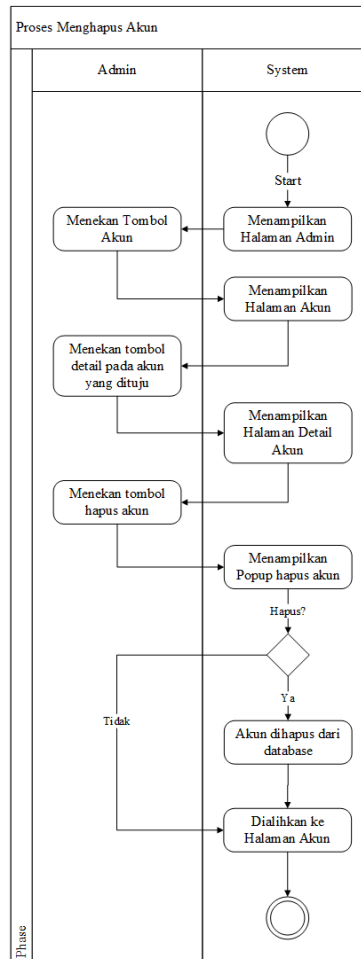 Proses Menghapus Akun
Admin
System
Start
Menampilkan
Halaman Admin
Menekan Tombol
Akun
Menampilkan
Halaman Akun
Menekan tombol
detail pada akun
yang dituju
Menampilkan
Halaman Detail
Akun
Menekan tombol
hapus akun
Menampilkan
Popup hapus akun
Hapus?
Ya
Tidak
Akun dihapus dari
database
Dialihkan ke
Halaman Akun
Phase